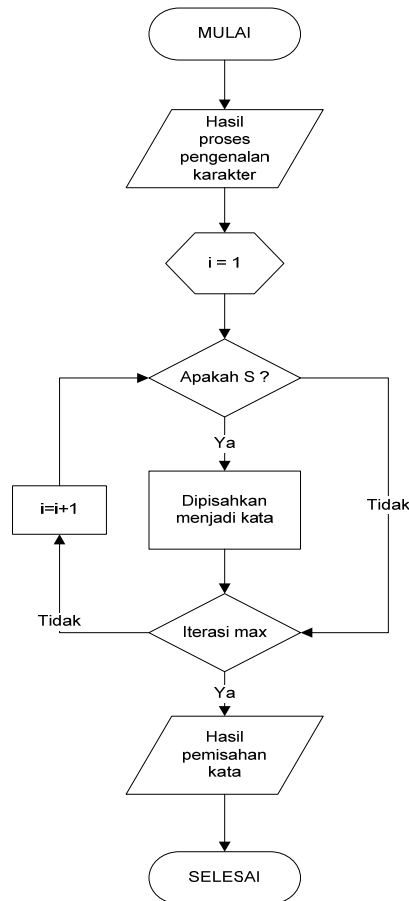 MULAI
Hasil
proses
pengenalan
karakter
i = 1
Apakah S ?
Ya
Dipisahkan
menjadi kata
i=i+1
Tidak
Tidak
Iterasi max
Ya
Hasil
pemisahan
kata
SELESAI